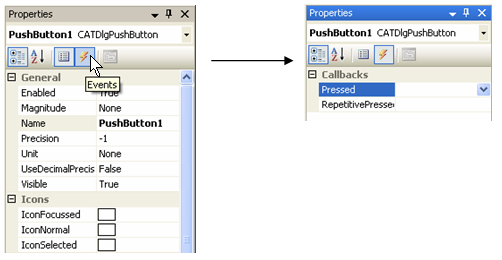 Properties
PushButton1 CATDlgPushButton
Events
General
Enabled True
Magnitude None
Name PushButton1
Precision -1
Unit None
UseDecimalPrecis False
Visible True
Icons
IconFocussed
IconNormal
IconSelected
Properties
PushButton1 CATDlgPushButton
Callbacks
Pressed
RepetitivePressed